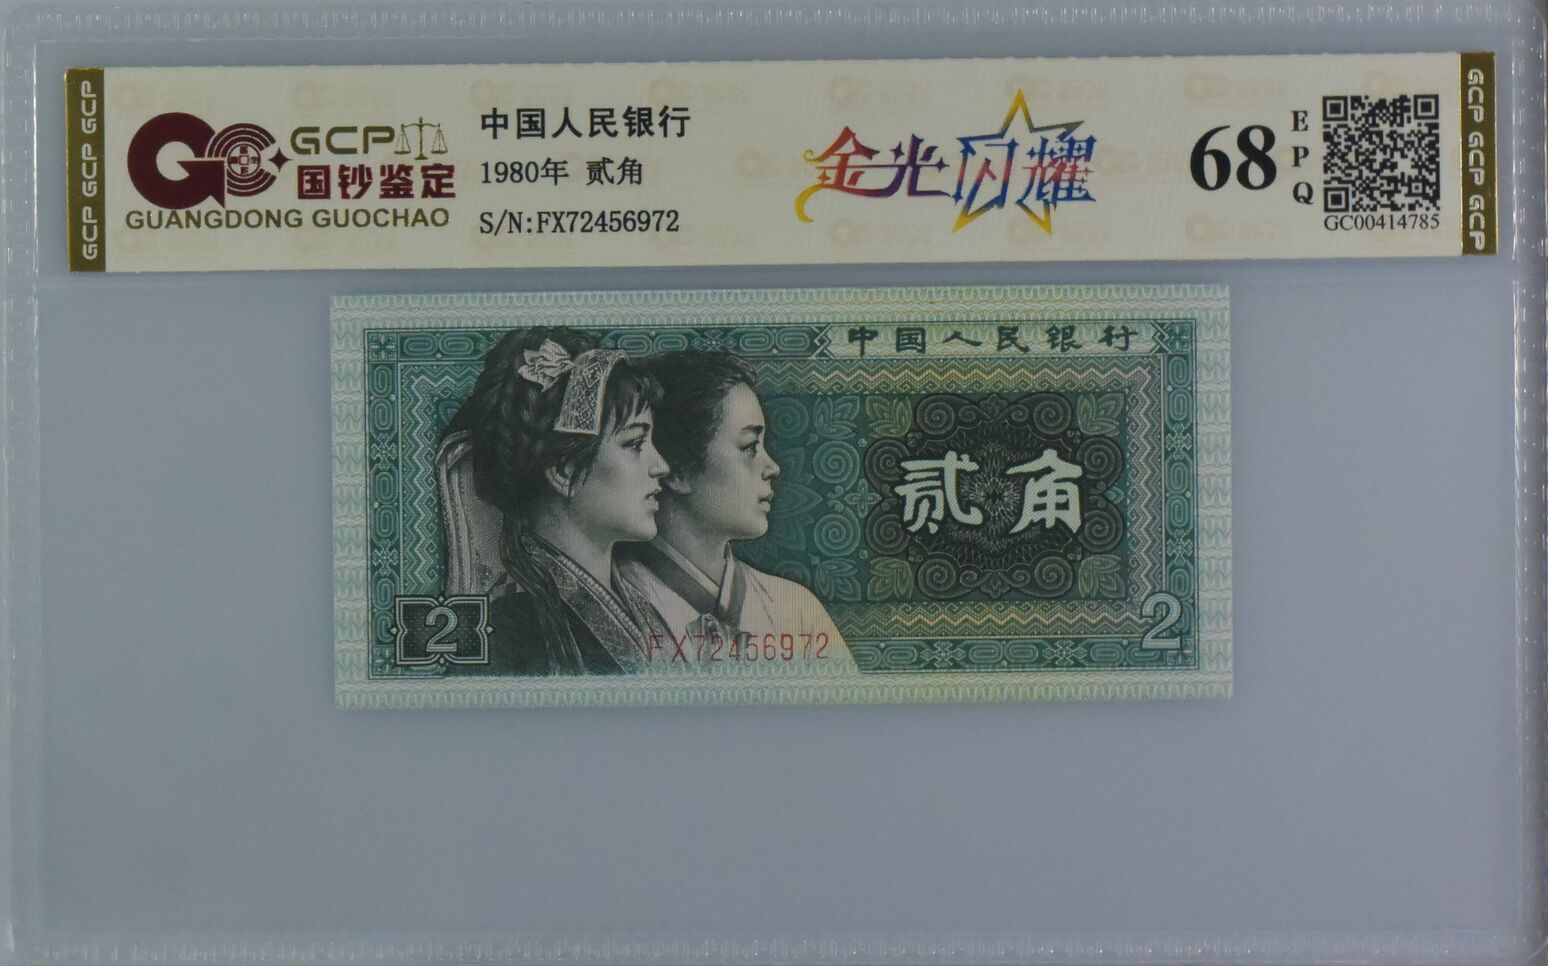 GCP GCP GCP
GCP
国钞鉴定
GUANGDONG GUOCHAO
中国人民银行
1980年 贰角
S/N:FX72456972
金光闪耀
68
EPQ
GC00414785
GCP GCP GCP
中国人民银行
贰角
2
2
FX72456972